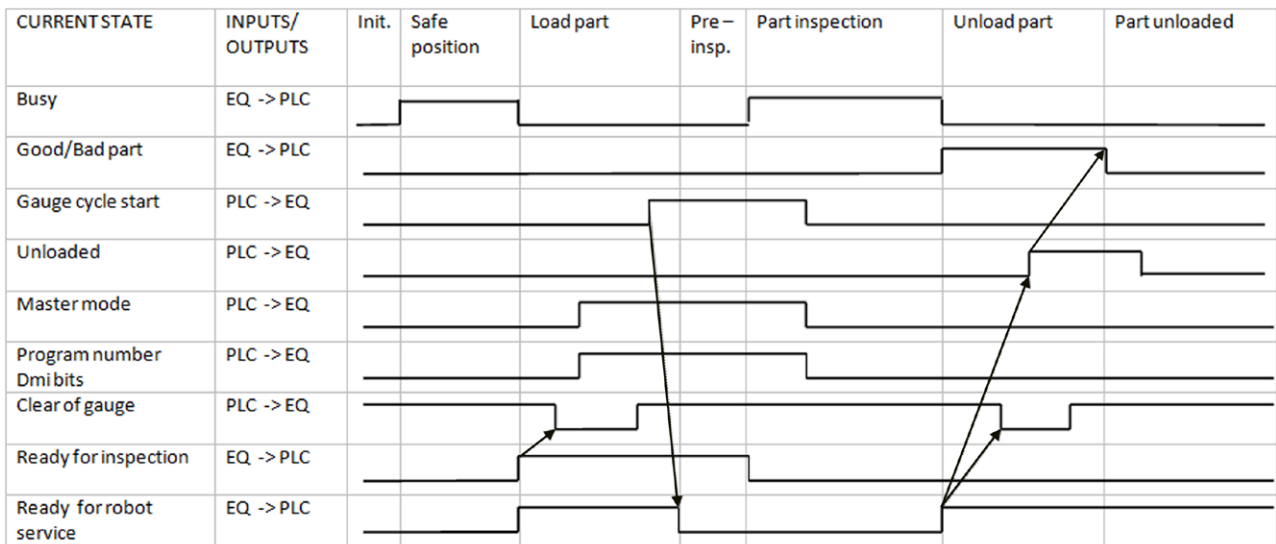 CURRENT STATE INPUTS/ Init. Safe Load part Pre – Part inspection Unload part Part unloaded
OUTPUTS position insp.
Busy EQ -> PLC
Good/Bad part EQ -> PLC
Gauge cycle start PLC -> EQ
Unloaded PLC -> EQ
Master mode PLC -> EQ
Program number PLC -> EQ
Dmi bits
Clear of gauge PLC -> EQ
Ready for inspection EQ -> PLC
Ready for robot EQ -> PLC
service